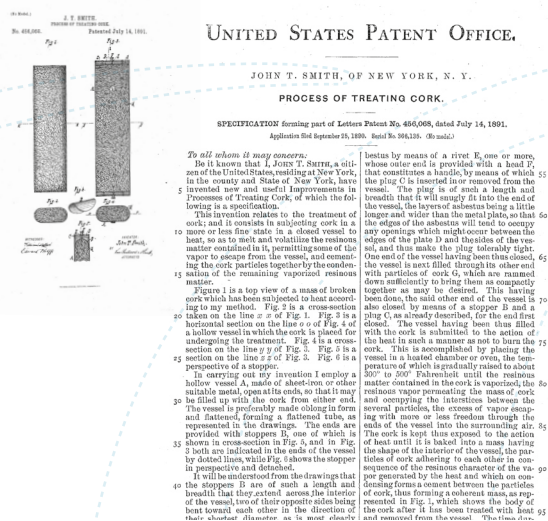 (No Model.)
J. T. SMITH.
PROCESS OF TREATING CORK.
No. 456,068.
Patented July 14, 1891.
UNITED STATES PATENT OFFICE.
JOHN T. SMITH, OF NEW YORK, N. Y.
PROCESS OF TREATING CORK.
SPECIFICATION forming part of Letters Patent No. 456,068, dated July 14, 1891.
Application filed September 25, 1890. Serial No. 366,135. (No model.)
To all whom it may concern:
Be it known that I, JOHN T. SMITH, a citi-
zen of the United States, residing at New York,
in the county and State of New York, have
5 invented new and useful Improvements in
Processes of Treating Cork, of which the fol-
lowing is a specification.
This invention relates to the treatment of
cork; and it consists in subjecting cork in a
10 more or less fine state in a closed vessel to
heat, so as to melt and volatilize the resinous
matter contained in it, permitting some of the
vapor to escape from the vessel, and cement-
ing the cork particles together by the conden-
15 sation of the remaining vaporized resinous
matter.
Figure 1 is a top view of a mass of broken
cork which has been subjected to heat accord-
ing to my method. Fig. 2 is a cross-section
20 taken on the line x x of Fig. 1. Fig. 3 is a
horizontal section on the line o o of Fig. 4 of
a hollow vessel in which the cork is placed for
undergoing the treatment. Fig. 4 is a cross-
section on the line y y of Fig. 3. Fig. 5 is a
25 section on the line x x of Fig. 3. Fig. 6 is a
perspective of a stopper.
In carrying out my invention I employ a
hollow vessel A, made of sheet-iron or other
suitable metal, open at its ends, so that it may
30 be filled up with the cork from either end.
The vessel is preferably made oblong in form
and flattened, forming a flattened tube, as
represented in the drawings. The ends are
provided with stoppers B, one of which is
35 shown in cross-section in Fig. 5, and in Fig.
3 both are indicated in the ends of the vessel
by dotted lines, while Fig. 6 shows the stopper
in perspective and detached.
It will be understood from the drawings that
40 the stoppers B are of such a length and
breadth that they extend across the interior
of the vessel, two of their opposite sides being
bent toward each other in the direction of
their shortest diameter, as is most clearly
bestus by means of a rivet E, one or more,
whose outer end is provided with a head F,
that constitutes a handle, by means of which 55
the plug C is inserted in or removed from the
vessel. The plug is of such a length and
breadth that it will snugly fit into the end of
the vessel, the layers of asbestus being a little
longer and wider than the metal plate, so that 60
the edges of the asbestus will tend to occupy
any openings which might occur between the
edges of the plate D and the sides of the ves-
sel, and thus make the plug tolerably tight.
One end of the vessel having been thus closed, 65
the vessel is next filled through its other end
with particles of cork G, which are rammed
down sufficiently to bring them as compactly
together as may be desired. This having
been done, the said other end of the vessel is 70
also closed by means of a stopper B and a
plug C, as already described, for the end first
closed. The vessel having been thus filled
with the cork is submitted to the action of
the heat in such a manner as not to burn the 75
cork. This is accomplished by placing the
vessel in a heated chamber or oven, the tem-
perature of which is gradually raised to about
300° to 500° Fahrenheit until the resinous
matter contained in the cork is vaporized, the 80
resinous vapor permeating the mass of cork
and occupying the interstices between the
several particles, the excess of vapor escap-
ing with more or less freedom through the
ends of the vessel into the surrounding air. 85
The cork is kept thus exposed to the action
of heat until it is baked into a mass having
the shape of the interior of the vessel, the par-
ticles of cork adhering to each other in con-
sequence of the resinous character of the va- 90
por generated by the heat and which on con-
densing forms a cement between the particles
of cork, thus forming a coherent mass, as rep-
resented in Fig. 1, which shows the body of
the cork after it has been treated with heat 95
and removed from the vessel. The time dur-